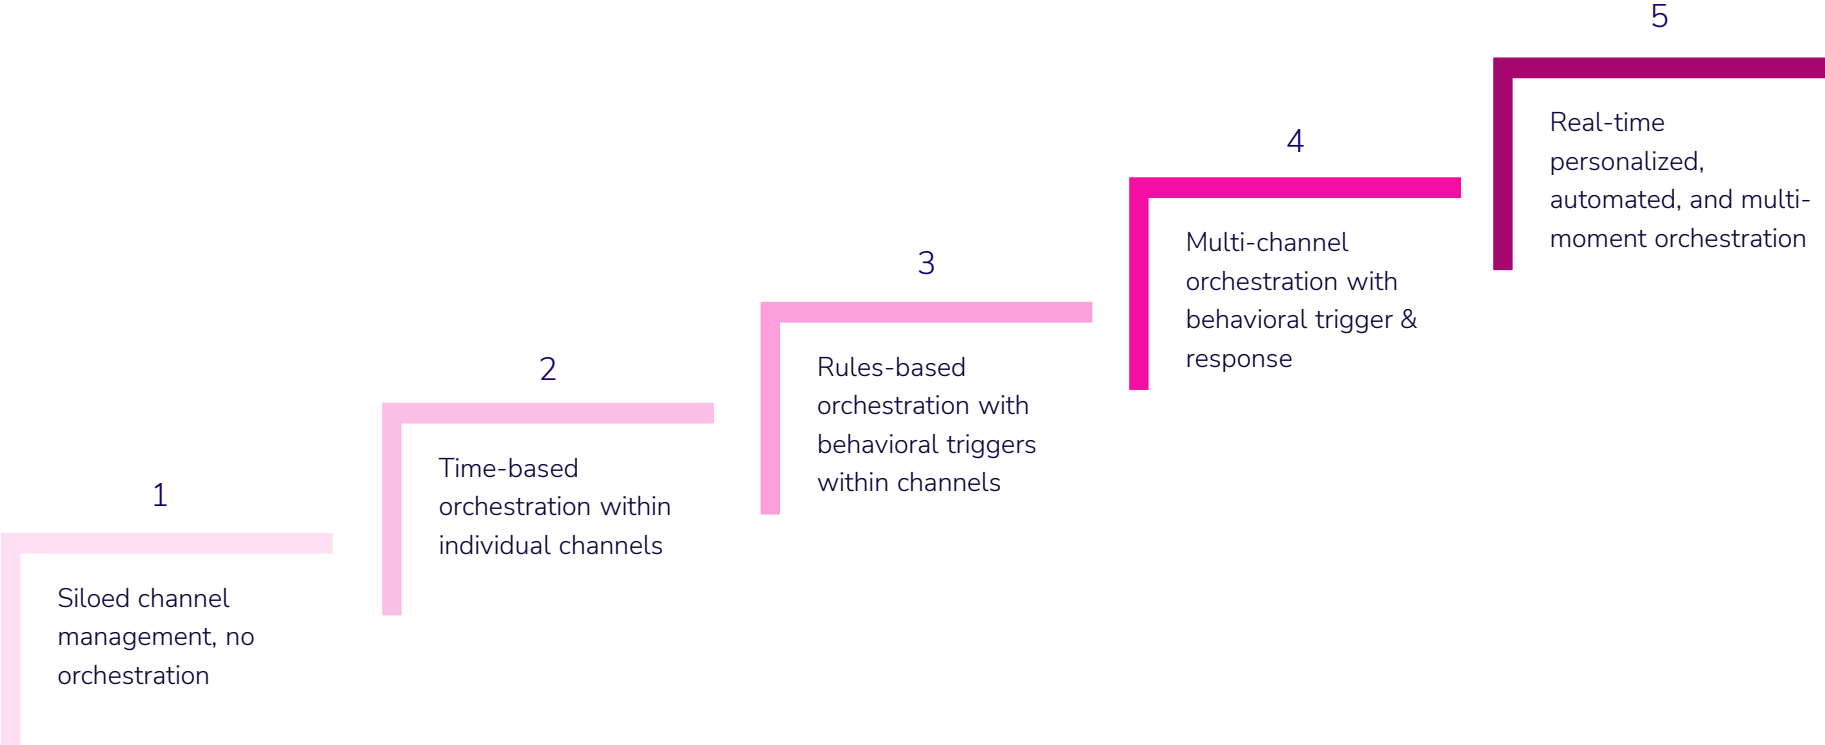 1
Siloed channel
management, no
orchestration
2
Time-based
orchestration within
individual channels
3
Rules-based
orchestration with
behavioral triggers
within channels
4
Multi-channel
orchestration with
behavioral trigger &
response
5
Real-time
personalized,
automated, and multi-
moment orchestration